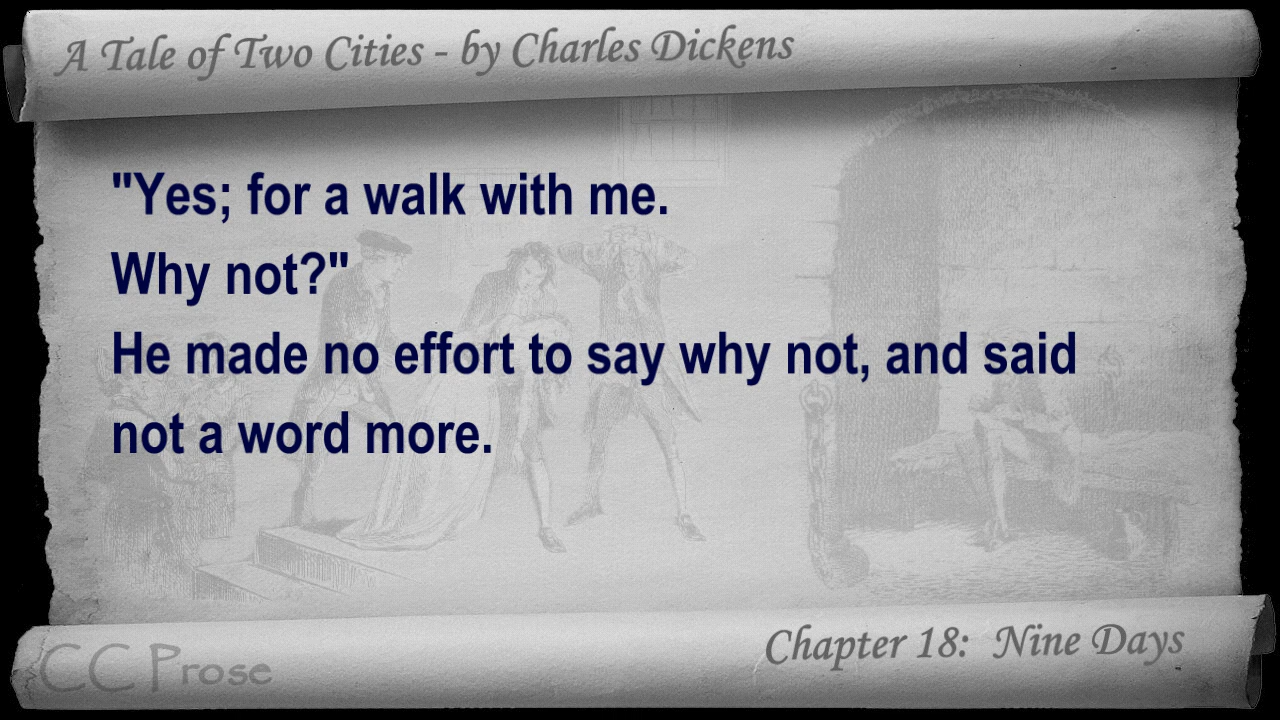 A Tale of Two Cities - by Charles Dickens
"Yes; for a walk with me.
Why not?"
He made no effort to say why not, and said
not a word more.
Chapter 18: Nine Days
CC Prose